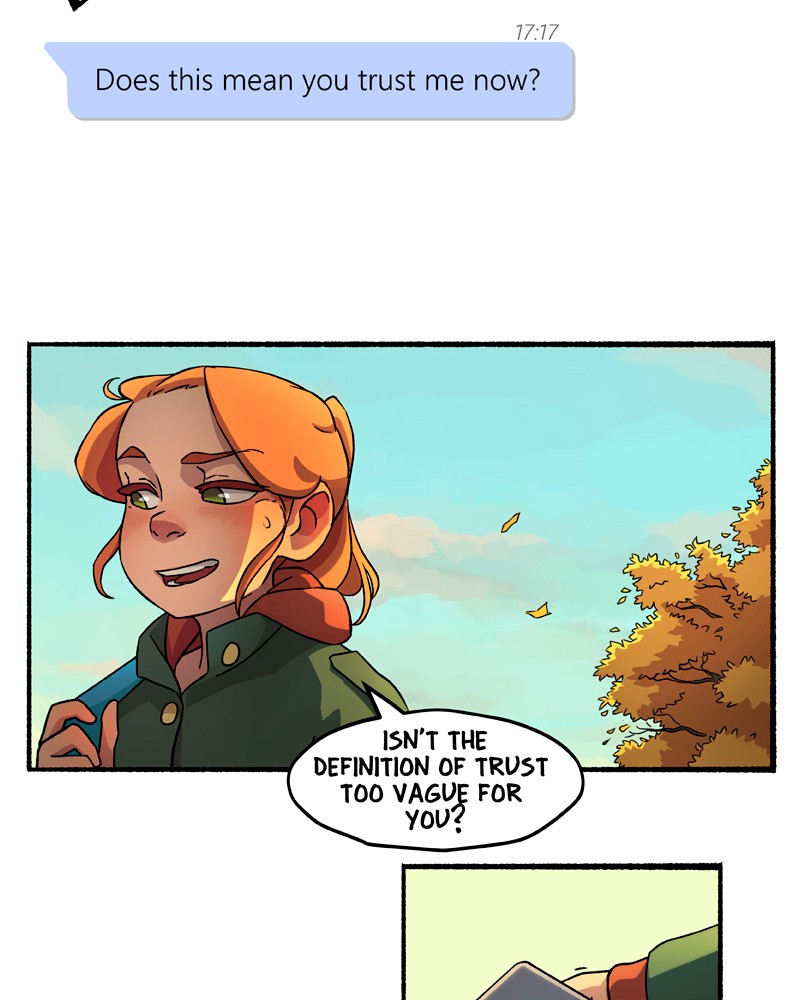 17:17
Does this mean you trust me now?
ISN'T THE
DEFINITION OF TRUST
TOO VAGUE FOR
YOU?